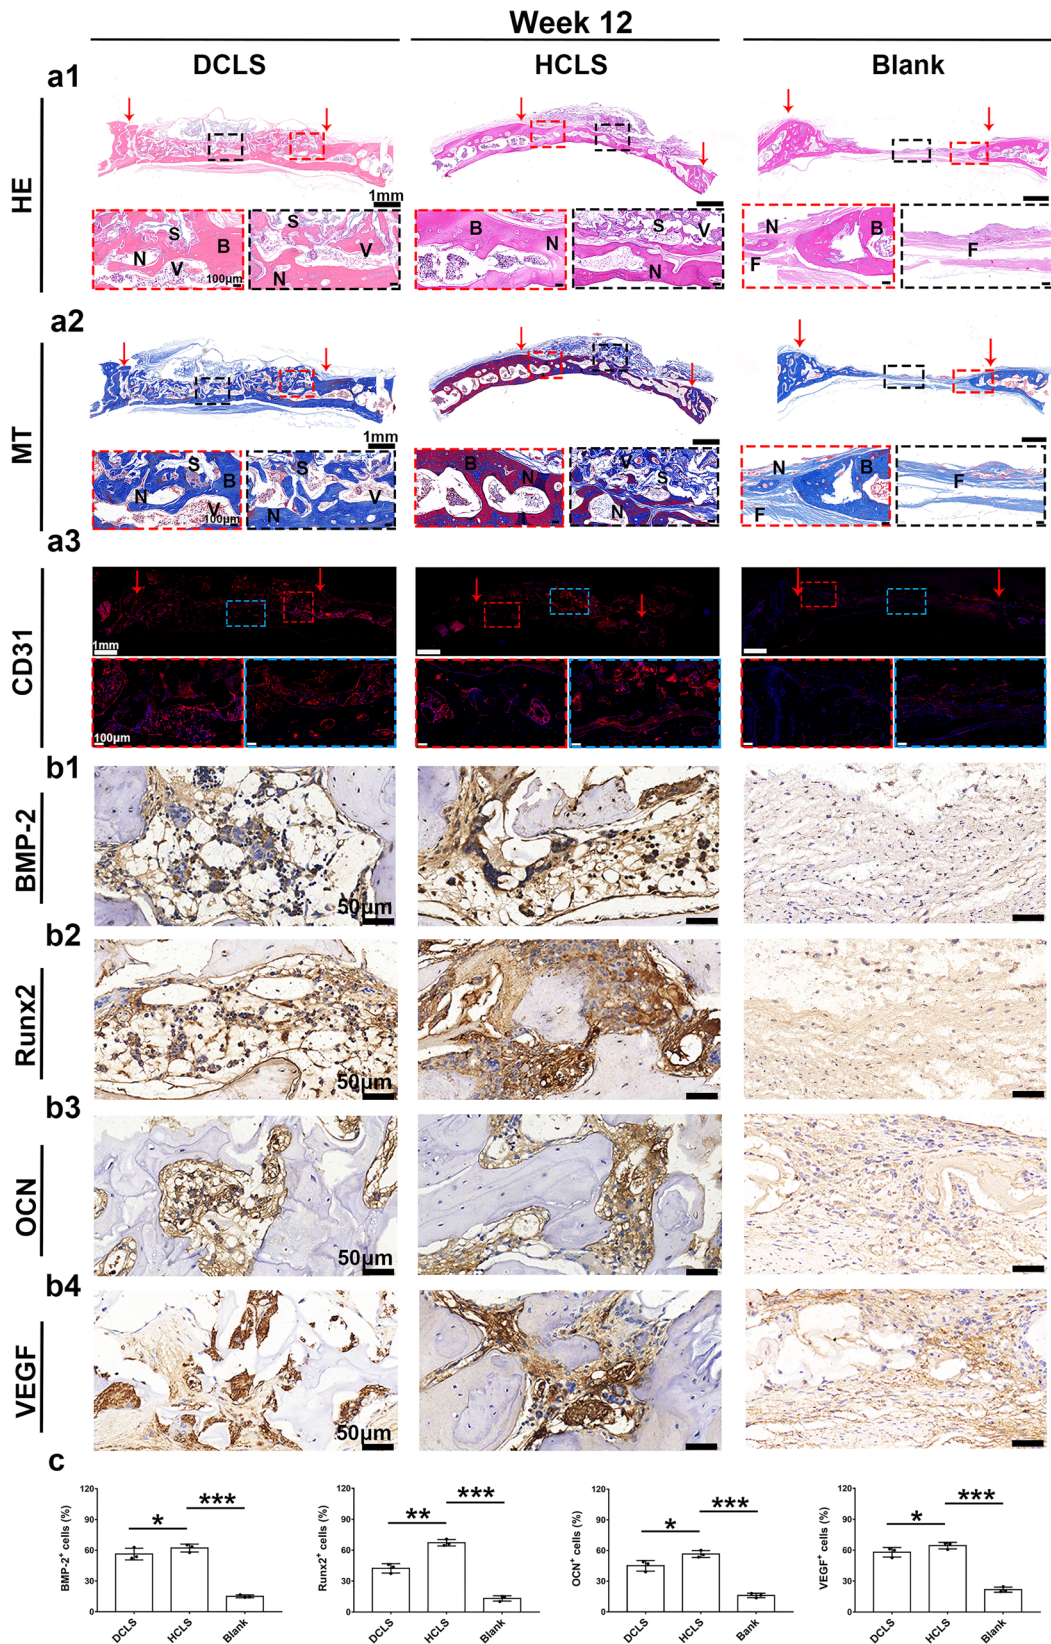 Week 12
DCLS HCLS Blank
a1
HE
1mm
S B N V 100μm
V N
B N
S V N
N B F
F
a2
MT
1mm
S B N V 100μm
S V N
B N
V S N
N B F
F
a3
CD31
1mm
100μm
b1
BMP-2
50μm
b2
Runx2
50μm
b3
OCN
50μm
b4
VEGF
50μm
c
BMP-2+ cells (%)
120
90
60
30
0
* ***
DCLS HCLS Blank
Runx2+ cells (%)
120
90
60
30
0
** ***
DCLS HCLS Blank
OCN+ cells (%)
120
90
60
30
0
* ***
DCLS HCLS Bank
VEGF+ cells (%)
120
90
60
30
0
* ***
DCLS HCLS Blank